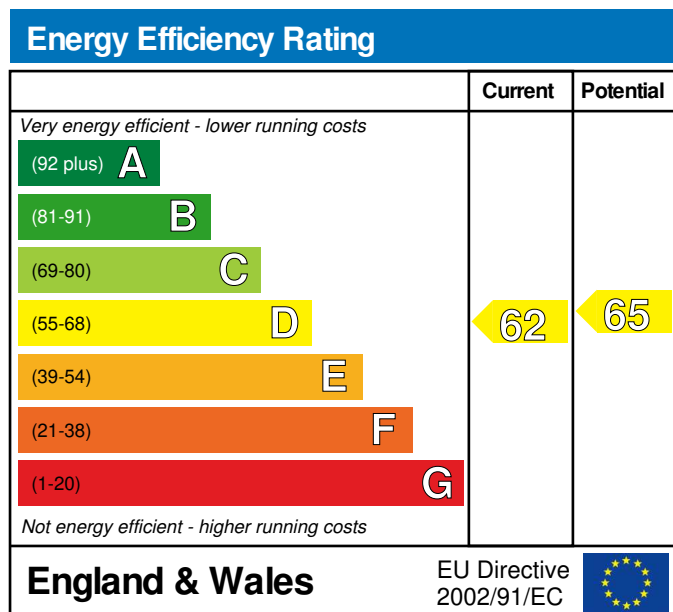 Energy Efficiency Rating
Current Potential
Very energy efficient - lower running costs
(92 plus) A
(81-91) B
(69-80) C
(55-68) D 62 65
(39-54) E
(21-38) F
(1-20) G
Not energy efficient - higher running costs
England & Wales
EU Directive
2002/91/EC